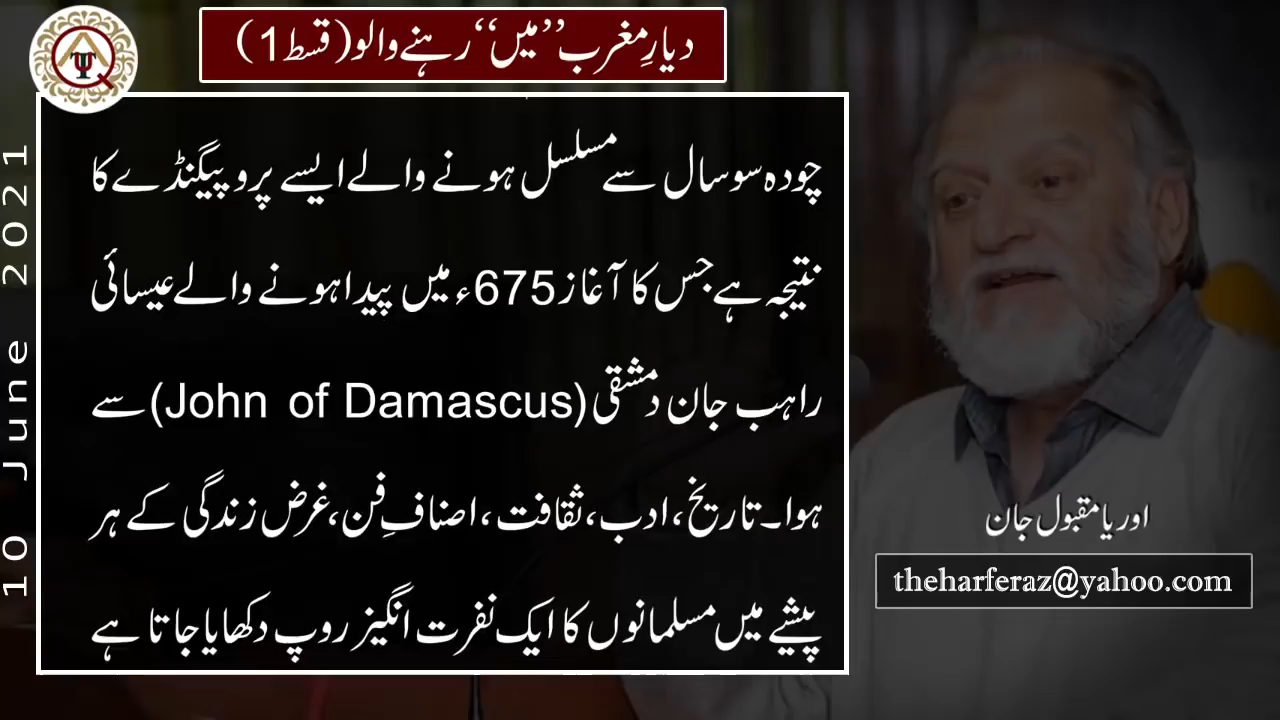 دیارِ مغرب ’’میں‘‘ رہنے والو (قسط 1)
چودہ سو سال سے مسلسل ہونے والے ایسے پروپیگنڈے کا
نتیجہ ہے جس کا آغاز 675ء میں پیدا ہونے والے عیسائی
راہب جان دمشقی (John of Damascus) سے
ہوا۔ تاریخ، ادب، ثقافت، اصنافِ فن، غرض زندگی کے ہر
پیشے میں مسلمانوں کا ایک نفرت انگیز روپ دکھایا جاتا ہے
10 June 2021
اوریا مقبول جان
theharferaz@yahoo.com